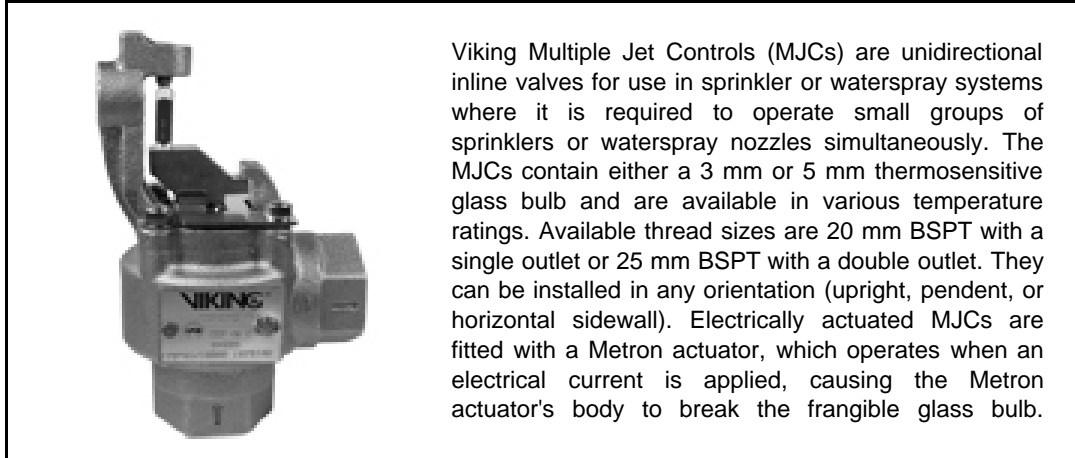 Viking Multiple Jet Controls (MJCs) are unidirectional
inline valves for use in sprinkler or waterspray systems
where it is required to operate small groups of
sprinklers or waterspray nozzles simultaneously. The
MJCs contain either a 3 mm or 5 mm thermosensitive
glass bulb and are available in various temperature
ratings. Available thread sizes are 20 mm BSPT with a
single outlet or 25 mm BSPT with a double outlet. They
can be installed in any orientation (upright, pendent, or
horizontal sidewall). Electrically actuated MJCs are
fitted with a Metron actuator, which operates when an
electrical current is applied, causing the Metron
actuator's body to break the frangible glass bulb.
VIKING